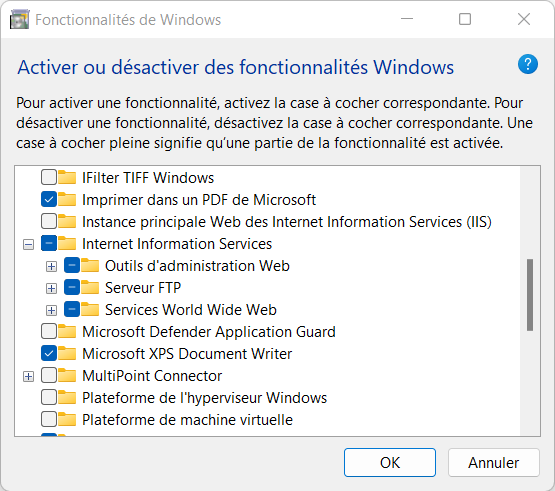 Fonctionnalités de Windows
Activer ou désactiver des fonctionnalités Windows
?
Pour activer une fonctionnalité, activez la case à cocher correspondante. Pour
désactiver une fonctionnalité, désactivez la case à cocher correspondante. Une
case à cocher pleine signifie qu’une partie de la fonctionnalité est activée.
IFilter TIFF Windows
Imprimer dans un PDF de Microsoft
Instance principale Web des Internet Information Services (IIS)
Internet Information Services
Outils d'administration Web
Serveur FTP
Services World Wide Web
Microsoft Defender Application Guard
Microsoft XPS Document Writer
MultiPoint Connector
Plateforme de l'hyperviseur Windows
Plateforme de machine virtuelle
OK
Annuler